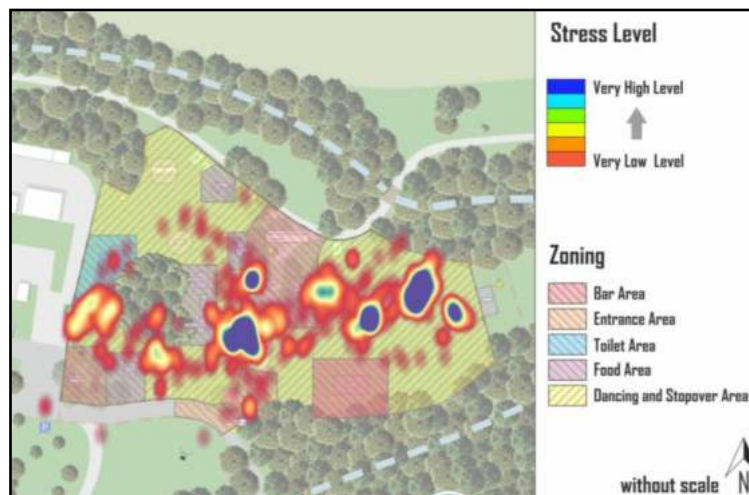 Stress Level
Very High Level
Very Low Level
Zoning
Bar Area
Entrance Area
Toilet Area
Food Area
Dancing and Stopover Area
without scale
N